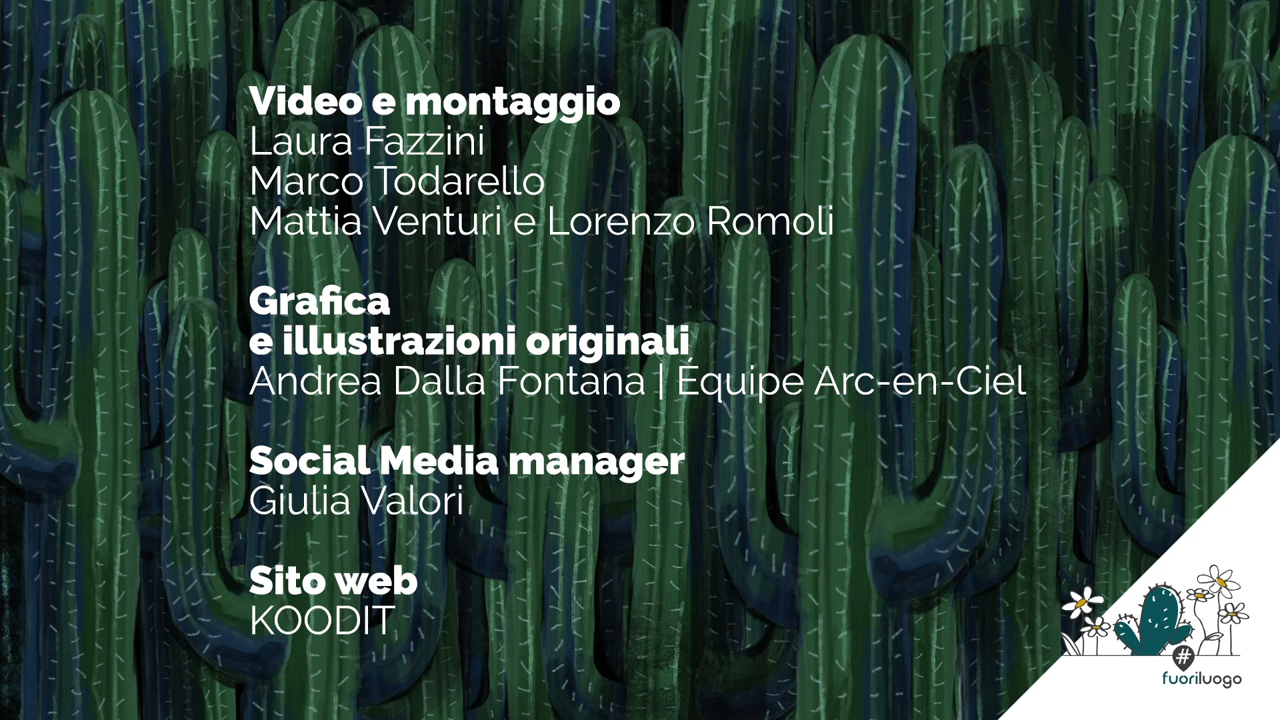 Video e montaggio
Laura Fazzini
Marco Todarello
Mattia Venturi e Lorenzo Romoli
Grafica
e illustrazioni originali
Andrea Dalla Fontana | Équipe Arc-en-Ciel
Social Media manager
Giulia Valori
Sito web
KOODIT
#
fuoriluogo